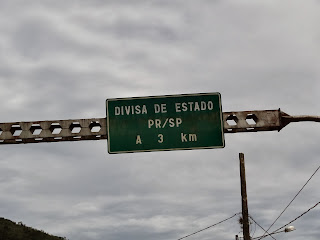 DIVISA DE ESTADO
PR/SP
A 3 Km